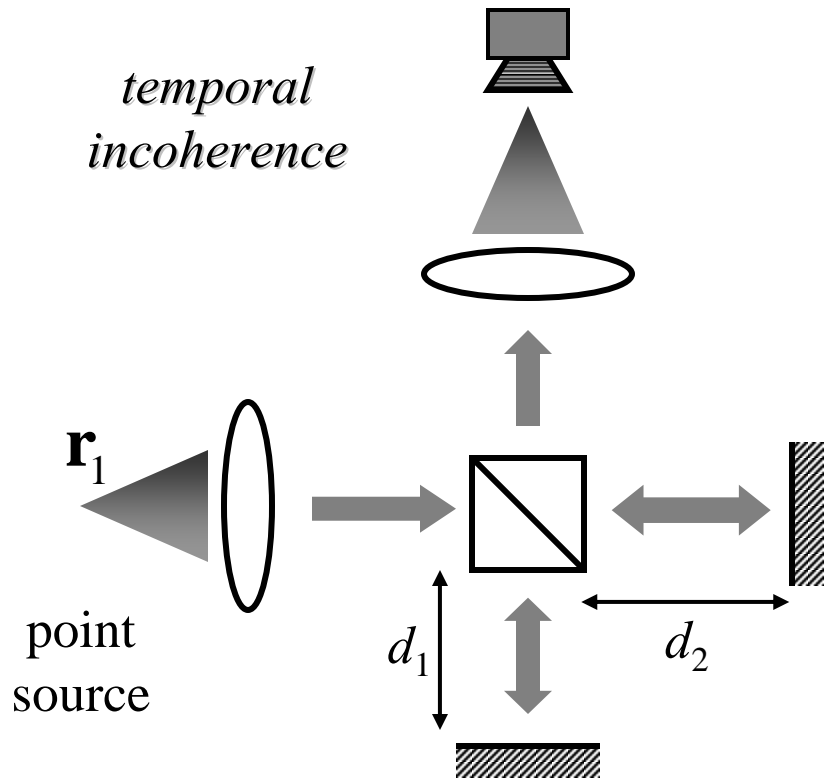 temporal
incoherence
r₁
point
source
d₁
d₂